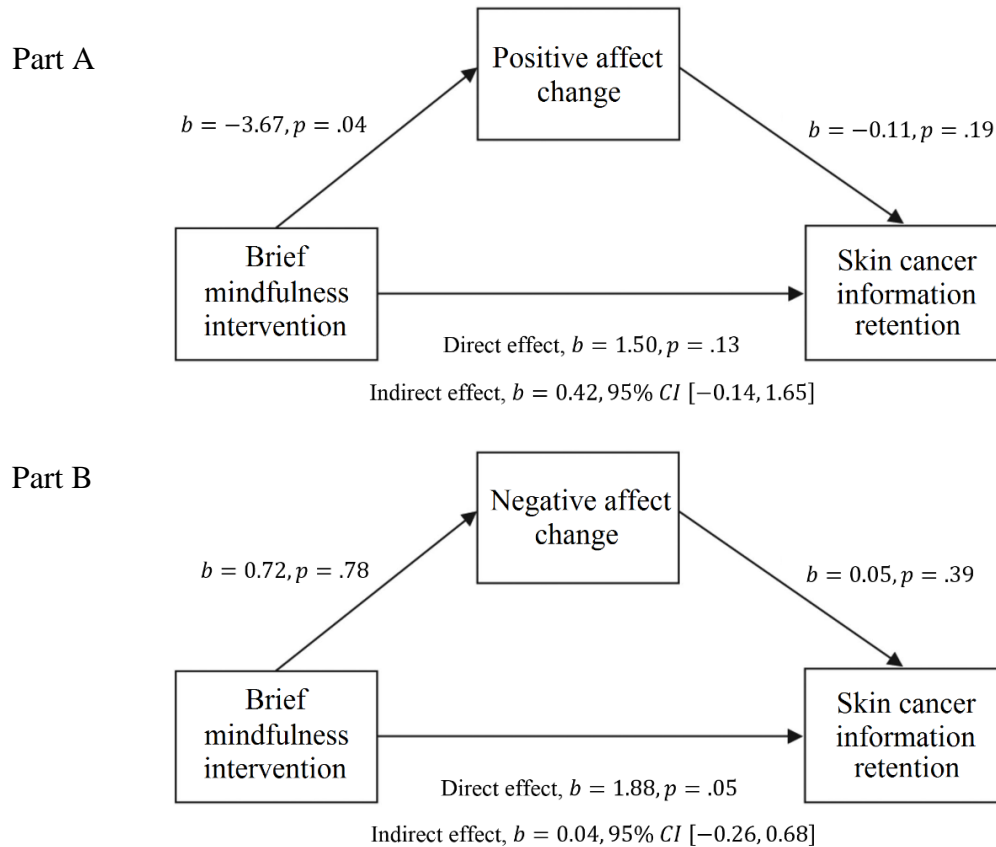 Part A
Positive affect
change
b = −3.67, p = .04
b = −0.11, p = .19
Brief
mindfulness
intervention
Skin cancer
information
retention
Direct effect, b = 1.50, p = .13
Indirect effect, b = 0.42, 95% CI [−0.14, 1.65]
Part B
Negative affect
change
b = 0.72, p = .78
b = 0.05, p = .39
Brief
mindfulness
intervention
Skin cancer
information
retention
Direct effect, b = 1.88, p = .05
Indirect effect, b = 0.04, 95% CI [−0.26, 0.68]